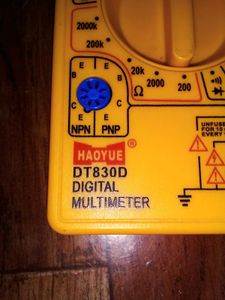 2000k
200k
20k
2000
200
Ω
E
E
B
B
C
C
E
E
NPN
PNP
UNFUSE
FOR 10
EVERY
HAOYUE ®
DT830D
DIGITAL
MULTIMETER